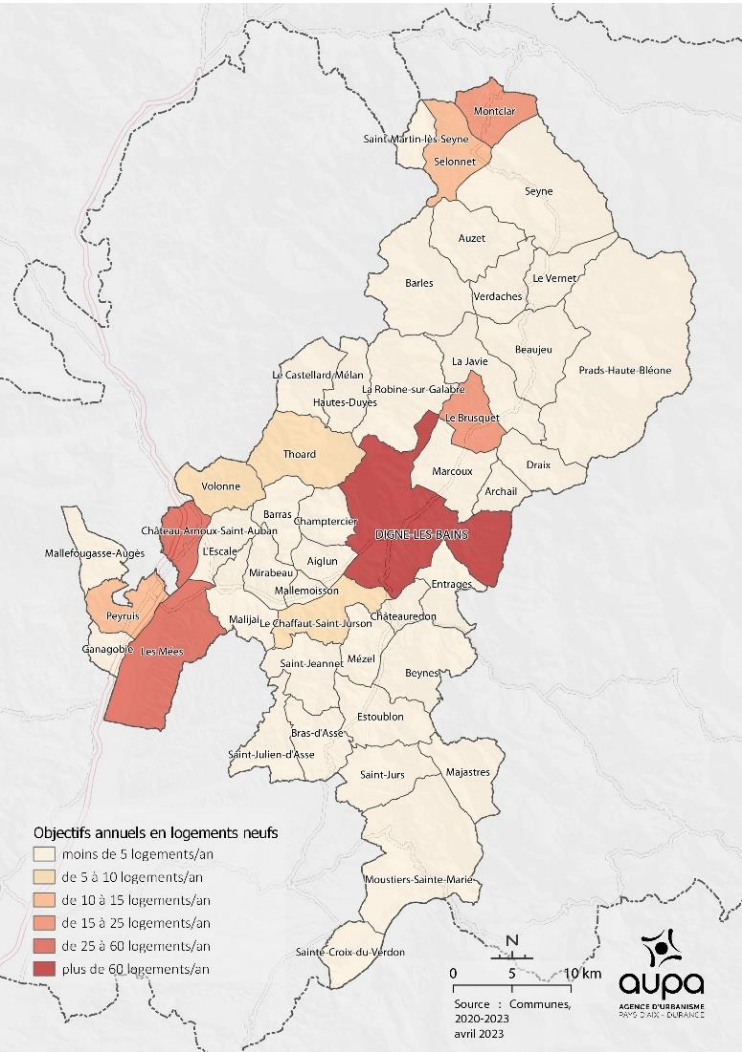 Montclar
Saint-Martin-lès-Seyne
Selonnet
Seyne
Auzet
Le Vernet
Barles
Verdaches
Beaujeu
La Javie
Prads-Haute-Bléone
Le Castellard Mélan
La Robine-sur-Galabre
Hautes-Duyes
Le Brusquet
Thoard
Marcoux
Draix
Volonne
Archail
Barras
Champtercier
Château-Arnoux-Saint-Auban
DIGNE-LES-BAINS
Mallefougasse-Augès
L'Escale
Aiglun
Mirabeau
Entrages
Mallemoisson
Peyruis
Malijai
Le Chaffaut-Saint-Jurson
Châteauredon
Ganagobie
Les Mées
Saint-Jeannet
Mézel
Beynes
Estoublon
Bras-d'Asse
Saint-Julien-d'Asse
Saint-Jurs
Majastres
Moustiers-Sainte-Marie
Sainte-Croix-du-Verdon
Objectifs annuels en logements neufs
moins de 5 logements/an
de 5 à 10 logements/an
de 10 à 15 logements/an
de 15 à 25 logements/an
de 25 à 60 logements/an
plus de 60 logements/an
N
0 5 10 km
Source : Communes,
2020-2023
avril 2023
aupa
AGENCE D'URBANISME
PAYS D'AIX - DURANCE